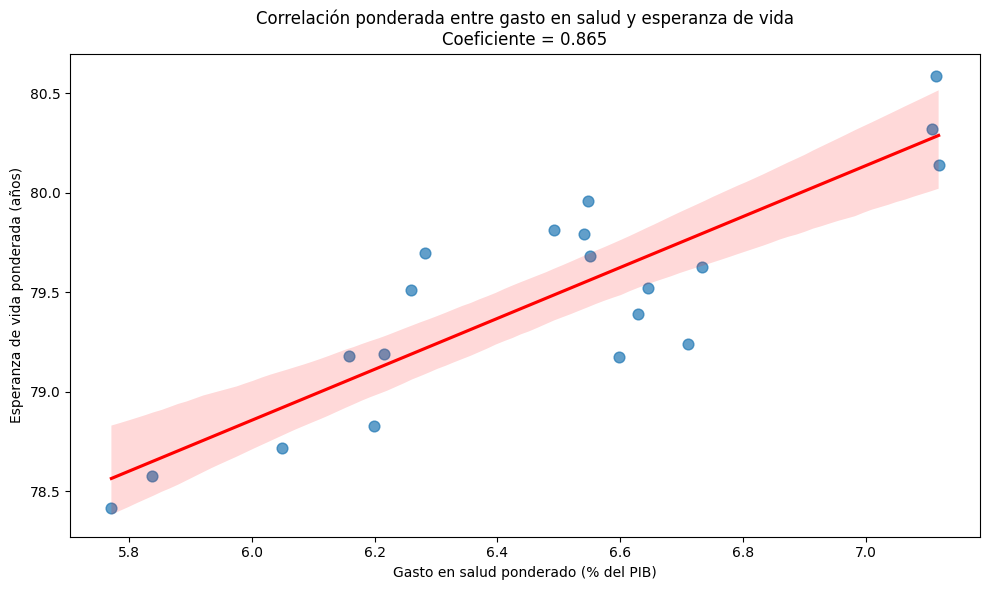 Correlación ponderada entre gasto en salud y esperanza de vida
Coeficiente = 0.865
Esperanza de vida ponderada (años)
80.5
80.0
79.5
79.0
78.5
5.8 6.0 6.2 6.4 6.6 6.8 7.0
Gasto en salud ponderado (% del PIB)